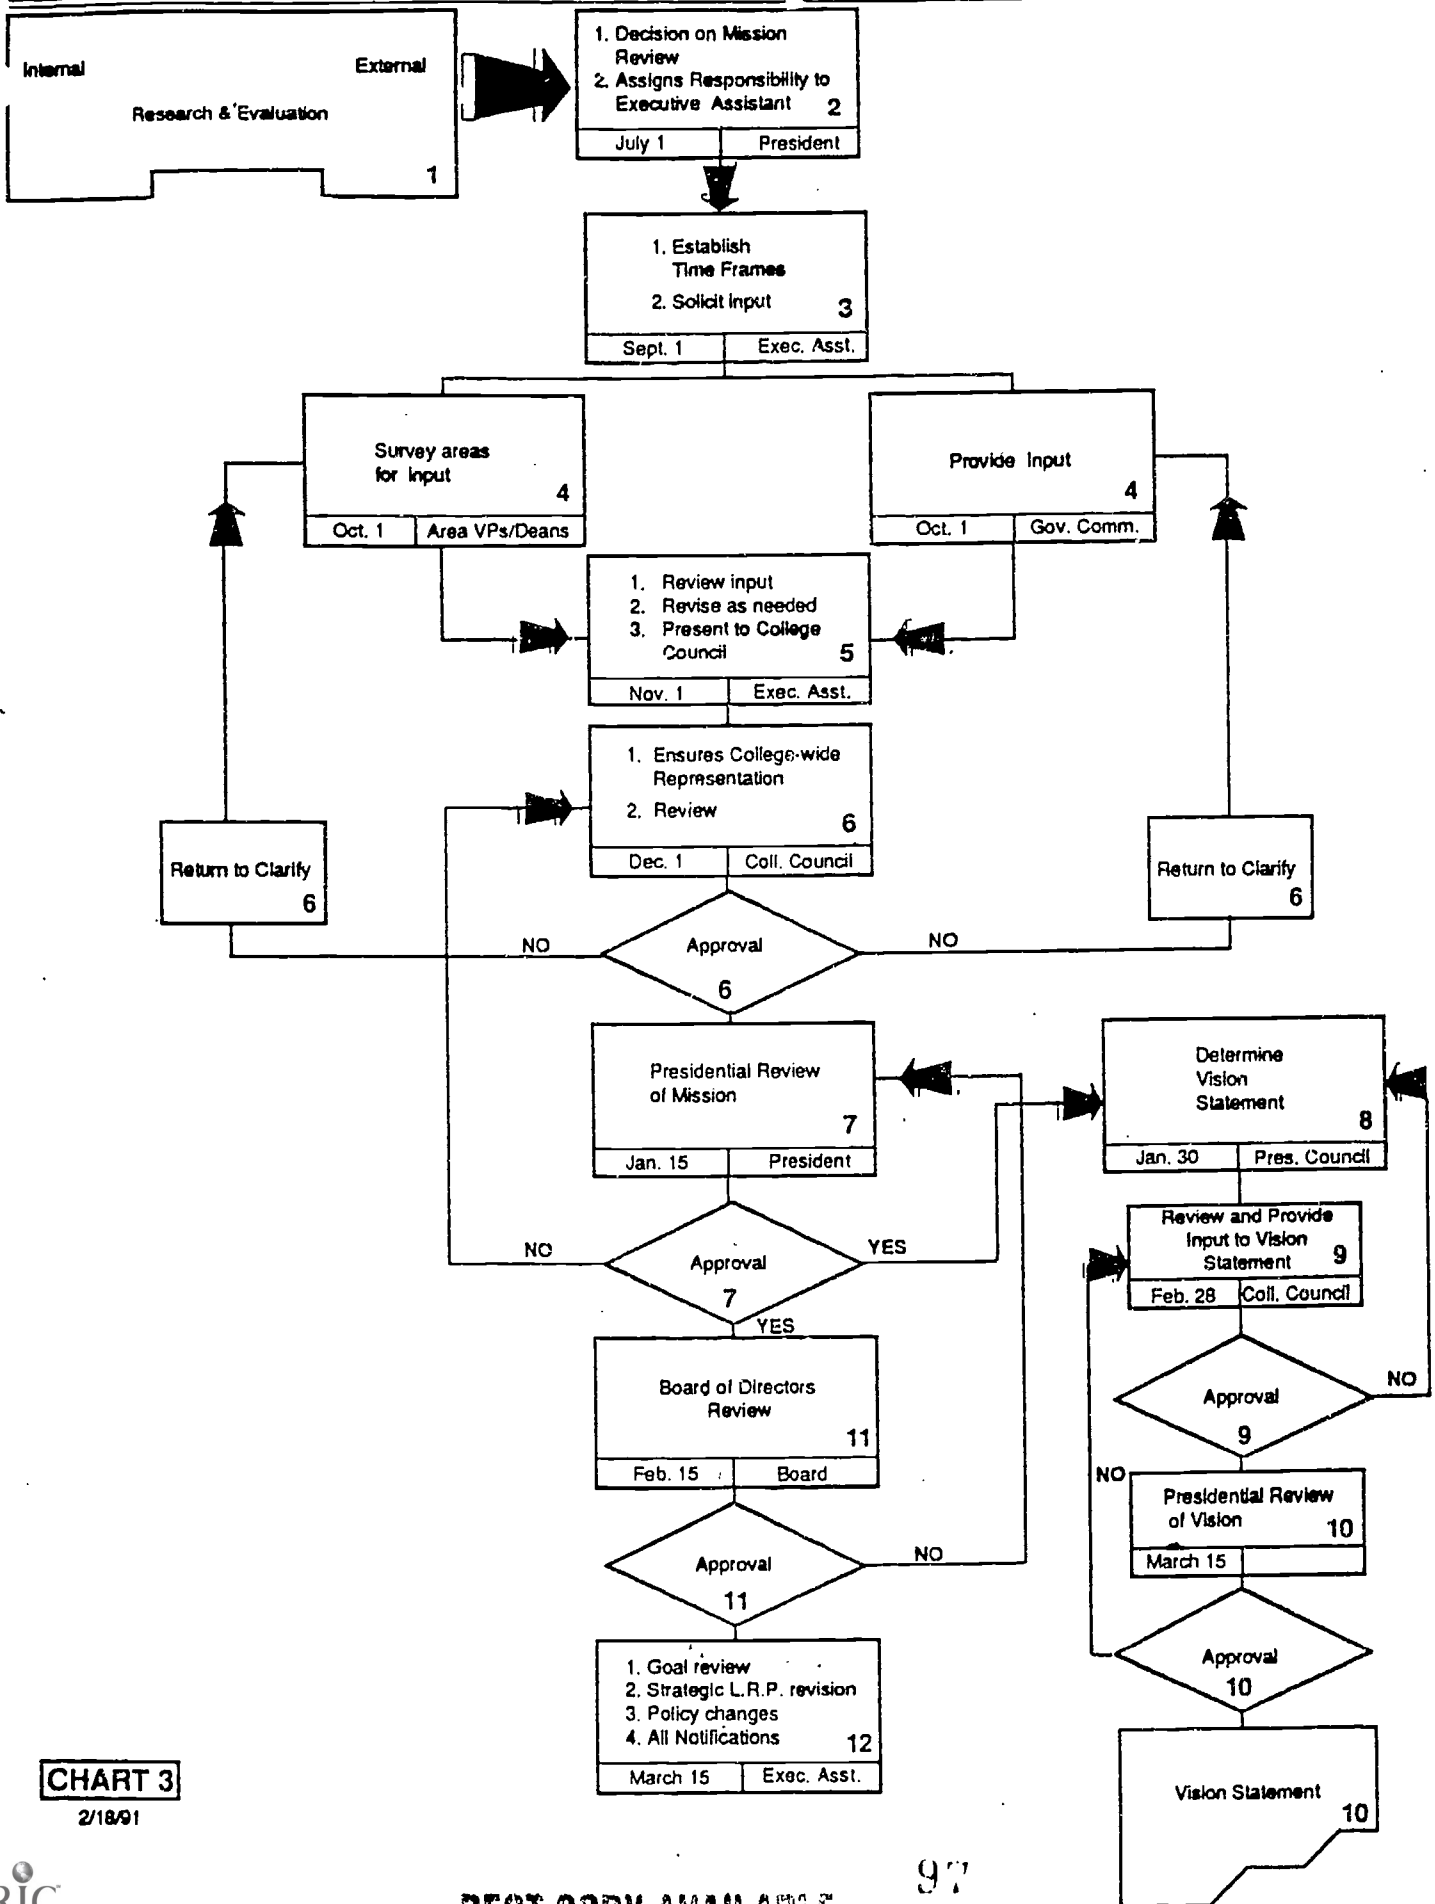 Internal
External
Research & Evaluation
1
1. Decision on Mission
Review
2. Assigns Responsibility to
Executive Assistant 2
July 1 President
1. Establish
Time Frames
2. Solicit input 3
Sept. 1 Exec. Asst.
Survey areas
for input
4
Oct. 1 Area VPs/Deans
Provide Input
4
Oct. 1 Gov. Comm.
1. Review input
2. Revise as needed
3. Present to College
Council 5
Nov. 1 Exec. Asst.
1. Ensures College-wide
Representation
2. Review 6
Dec. 1 Coll. Council
Return to Clarify
6
Return to Clarify
6
NO
Approval
6
NO
Presidential Review
of Mission
7
Jan. 15 President
Determine
Vision
Statement
8
Jan. 30 Pres. Council
NO
Approval
7
YES
YES
Review and Provide
Input to Vision
Statement 9
Feb. 28 Coll. Council
Board of Directors
Review
11
Feb. 15 Board
Approval
9
NO
NO
Presidential Review
of Vision 10
March 15
Approval
11
NO
Approval
10
1. Goal review
2. Strategic L.R.P. revision
3. Policy changes
4. All Notifications 12
March 15 Exec. Asst.
Vision Statement
10
CHART 3
2/18/91
97